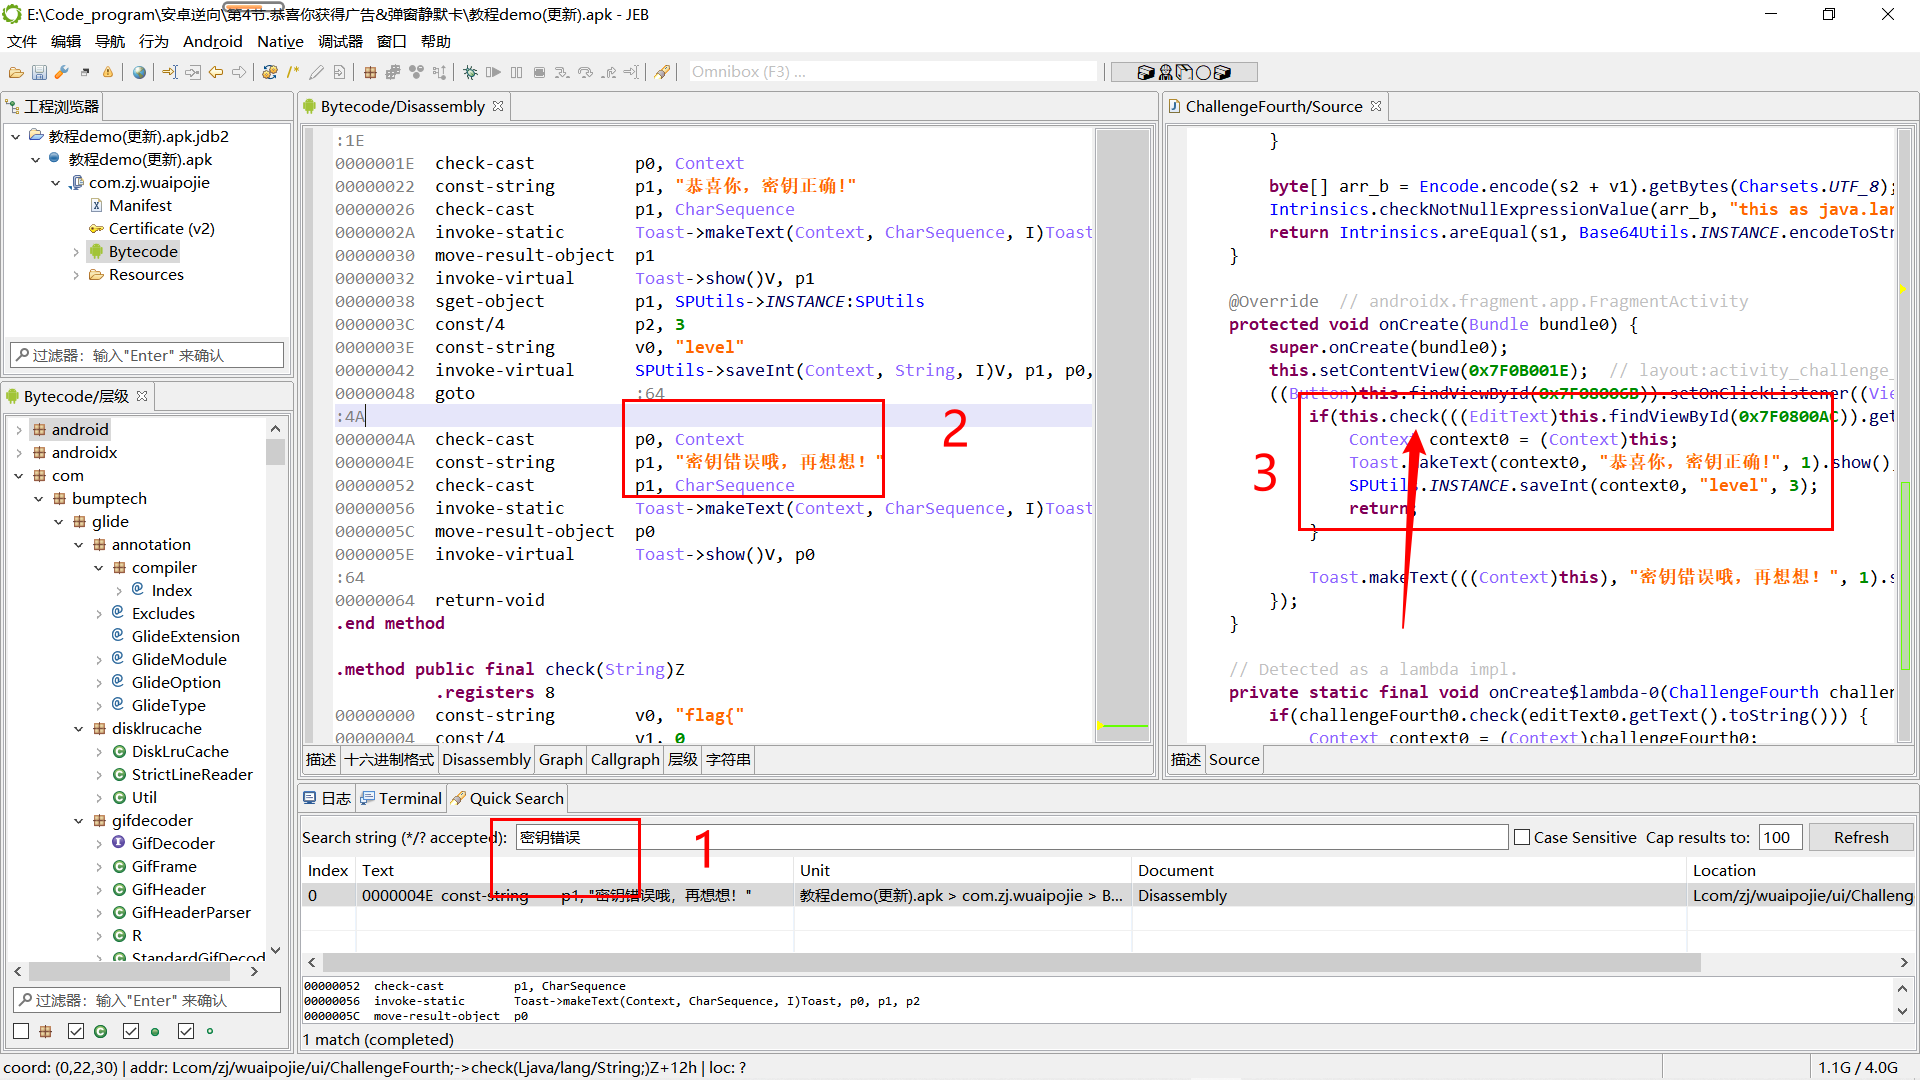 E:\Code_program\安卓逆向\第4节.恭喜你获得广告&弹窗静默卡\教程demo(更新).apk - JEB
文件 编辑 导航 行为 Android Native 调试器 窗口 帮助
Omnibox (F3) ...
工程浏览器
教程demo(更新).apk.jdb2
教程demo(更新).apk
com.zj.wuaipojie
Manifest
Certificate (v2)
Bytecode
Resources
过滤器：输入"Enter" 来确认
Bytecode/层级
android
androidx
com
bumptech
glide
annotation
compiler
Index
Excludes
GlideExtension
GlideModule
GlideOption
GlideType
disklrucache
DiskLruCache
StrictLineReader
Util
gifdecoder
GifDecoder
GifFrame
GifHeader
GifHeaderParser
R
StandardGifDecod
过滤器：输入"Enter" 来确认
Bytecode/Disassembly
:1E
0000001E check-cast p0, Context
00000022 const-string p1, "恭喜你，密钥正确!"
00000026 check-cast p1, CharSequence
0000002A invoke-static Toast->makeText(Context, CharSequence, I)Toast
00000030 move-result-object p1
00000032 invoke-virtual Toast->show()V, p1
00000038 sget-object p1, SPUtils->INSTANCE:SPUtils
0000003C const/4 p2, 3
0000003E const-string v0, "level"
00000042 invoke-virtual SPUtils->saveInt(Context, String, I)V, p1, p0,
00000048 goto :64
:4A
0000004A check-cast p0, Context
0000004E const-string p1, "密钥错误哦，再想想！"
00000052 check-cast p1, CharSequence
00000056 invoke-static Toast->makeText(Context, CharSequence, I)Toast
0000005C move-result-object p0
0000005E invoke-virtual Toast->show()V, p0
:64
00000064 return-void
.end method
.method public final check(String)Z
.registers 8
00000000 const-string v0, "flag{"
00000004 const/4 v1, 0
2
描述 十六进制格式 Disassembly Graph Callgraph 层级 字符串
ChallengeFourth/Source
}
byte[] arr_b = Encode.encode(s2 + v1).getBytes(Charsets.UTF_8);
Intrinsics.checkNotNullExpressionValue(arr_b, "this as java.lan
return Intrinsics.areEqual(s1, Base64Utils.INSTANCE.encodeToStr
}
@Override // androidx.fragment.app.FragmentActivity
protected void onCreate(Bundle bundle0) {
super.onCreate(bundle0);
this.setContentView(0x7F0B001E); // layout:activity_challenge_
((Button)this.findViewById(0x7F08006B)).setOnClickListener((Vie
if(this.check(((EditText)this.findViewById(0x7F0800AC)).get
Context context0 = (Context)this;
Toast.makeText(context0, "恭喜你，密钥正确!", 1).show()
SPUtils.INSTANCE.saveInt(context0, "level", 3);
return;
}
Toast.makeText(((Context)this), "密钥错误哦，再想想！", 1).s
});
}
// Detected as a lambda impl.
private static final void onCreate$lambda-0(ChallengeFourth challen
if(challengeFourth0.check(editText0.getText().toString())) {
Context context0 = (Context)challengeFourth0;
3
描述 Source
日志 Terminal Quick Search
Search string (*/? accepted): 密钥错误
1
Case Sensitive Cap results to: 100 Refresh
Index Text Unit Document Location
0 0000004E const-string p1, "密钥错误哦，再想想！" 教程demo(更新).apk > com.zj.wuaipojie > B... Disassembly Lcom/zj/wuaipojie/ui/Challeng
00000052 check-cast p1, CharSequence
00000056 invoke-static Toast->makeText(Context, CharSequence, I)Toast, p0, p1, p2
0000005C move-result-object p0
1 match (completed)
coord: (0,22,30) | addr: Lcom/zj/wuaipojie/ui/ChallengeFourth;->check(Ljava/lang/String;)Z+12h | loc: ?
1.1G / 4.0G